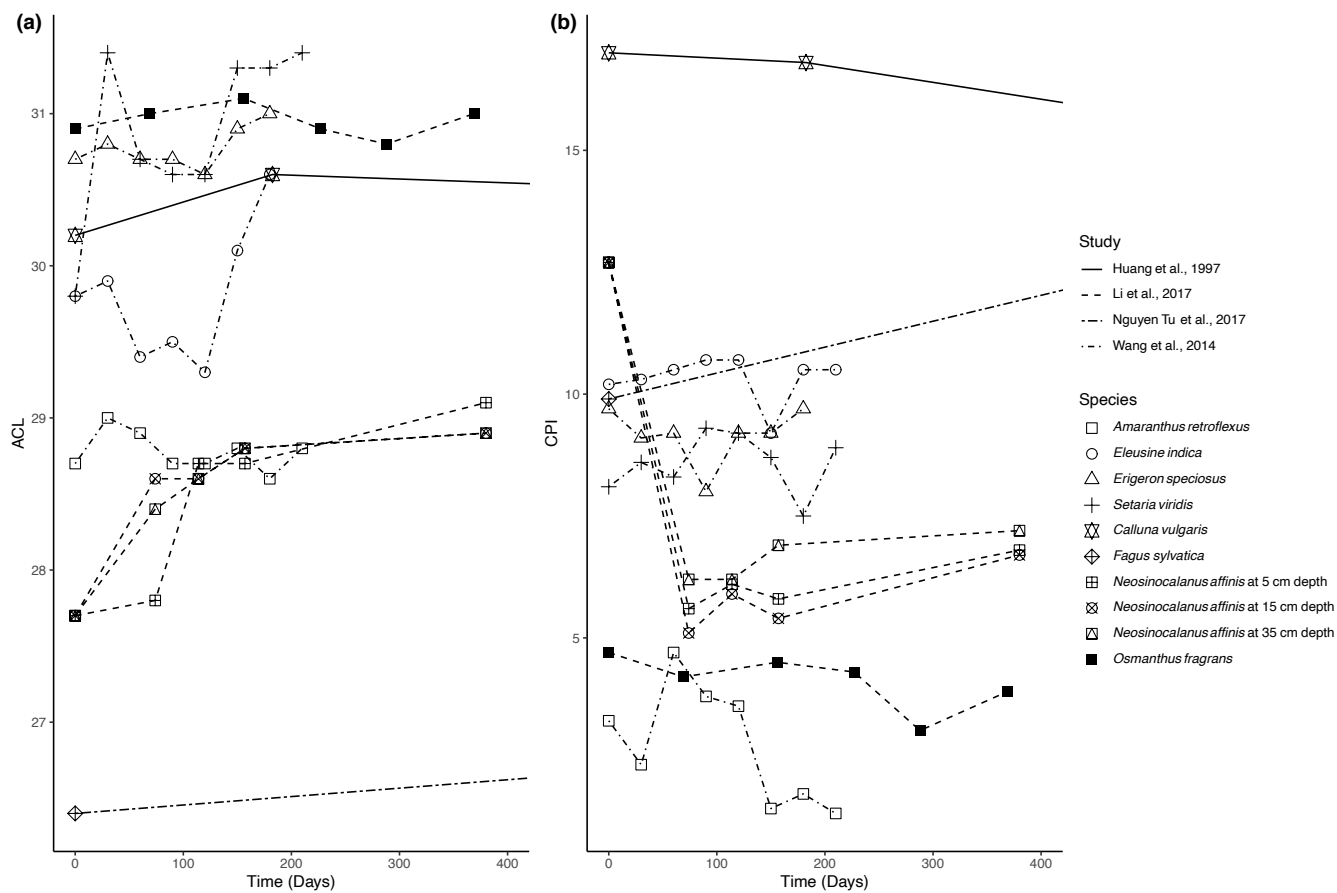 (a)
(b)
31
30
29
28
27
ACL
0
100
200
300
400
Time (Days)
15
10
5
CPI
0
100
200
300
400
Time (Days)
Study
Huang et al., 1997
Li et al., 2017
Nguyen Tu et al., 2017
Wang et al., 2014
Species
Amaranthus retroflexus
Eleusine indica
Erigeron speciosus
Setaria viridis
Calluna vulgaris
Fagus sylvatica
Neosinocalanus affinis at 5 cm depth
Neosinocalanus affinis at 15 cm depth
Neosinocalanus affinis at 35 cm depth
Osmanthus fragrans